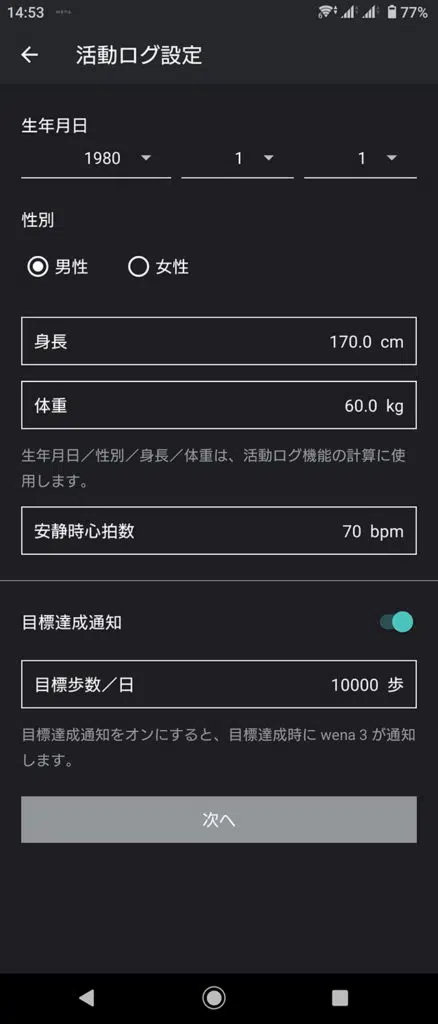 14:53 wena 77%
活動ログ設定
生年月日
1980 1 1
性別
男性 女性
身長 170.0 cm
体重 60.0 kg
生年月日／性別／身長／体重は、活動ログ機能の計算に使
用します。
安静時心拍数 70 bpm
目標達成通知
目標歩数／日 10000 歩
目標達成通知をオンにすると、目標達成時に wena 3 が通知
します。
次へ